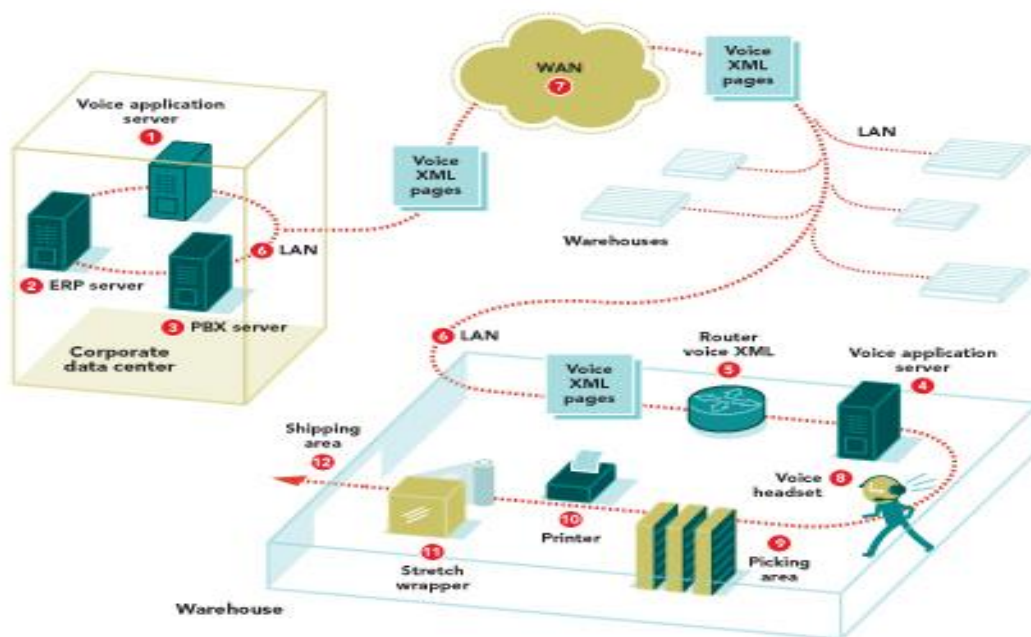 Voice application
server
1
2 ERP server
3 PBX server
6 LAN
Corporate
data center
Voice
XML
pages
WAN
7
Voice
XML
pages
LAN
Warehouses
6 LAN
Voice
XML
pages
Router
voice XML
5
Voice application
server
4
8
Voice
headset
9
Picking
area
10
Printer
11
Stretch
wrapper
Shipping
area
12
Warehouse